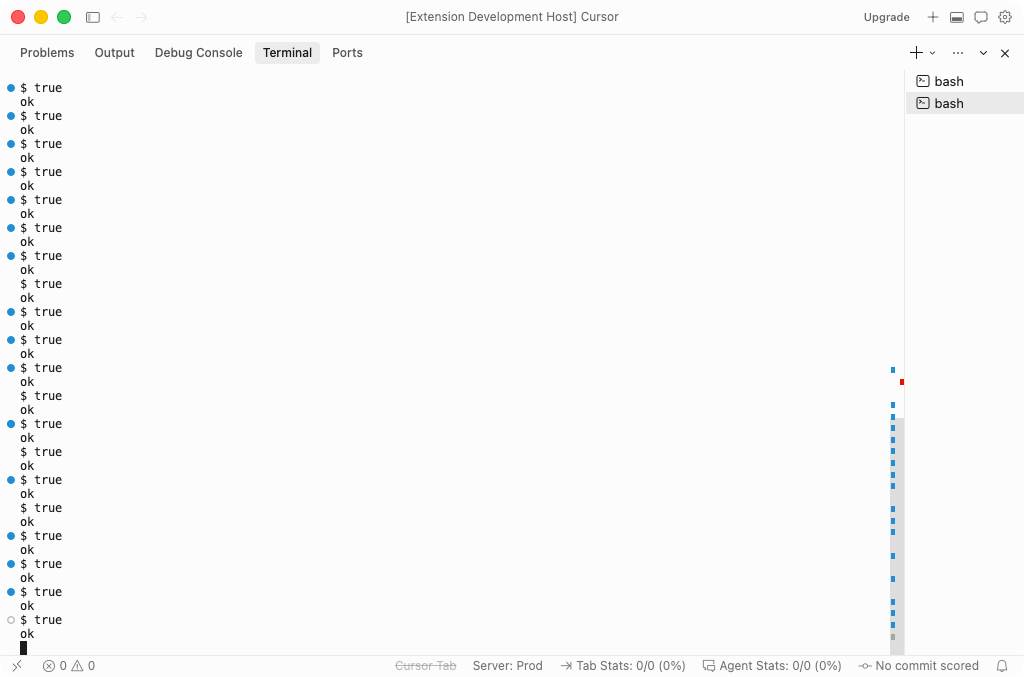 [Extension Development Host] Cursor
Upgrade
Problems Output Debug Console Terminal Ports
bash
bash
$ true
ok
$ true
ok
$ true
ok
$ true
ok
$ true
ok
$ true
ok
$ true
ok
$ true
ok
$ true
ok
$ true
ok
$ true
ok
$ true
ok
$ true
ok
$ true
ok
$ true
ok
$ true
ok
$ true
ok
$ true
ok
$ true
ok
$ true
ok
0 0 Cursor Tab Server: Prod Tab Stats: 0/0 (0%) Agent Stats: 0/0 (0%) No commit scored